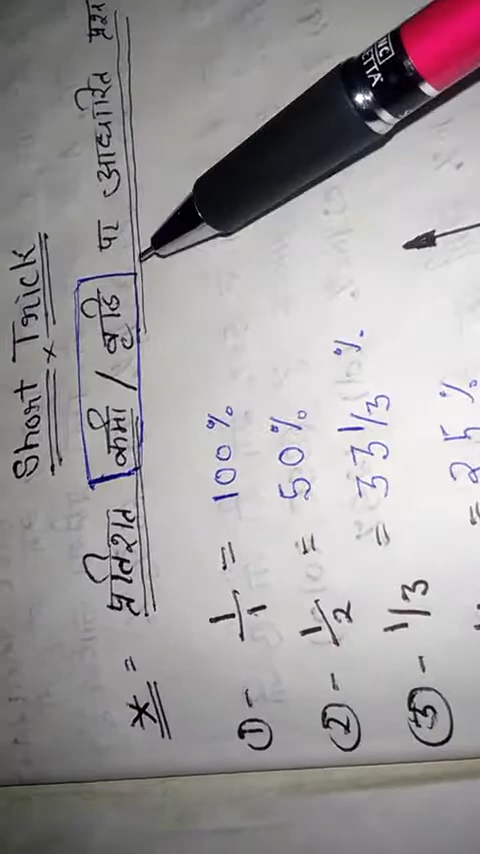 Short Trick
* = प्रतिशत कमी / वृद्धि पर आधारित प्रश्न
① - 1/1 = 100%
② - 1/2 = 50%
③ - 1/3 = 33 1/3 %
= 25 %